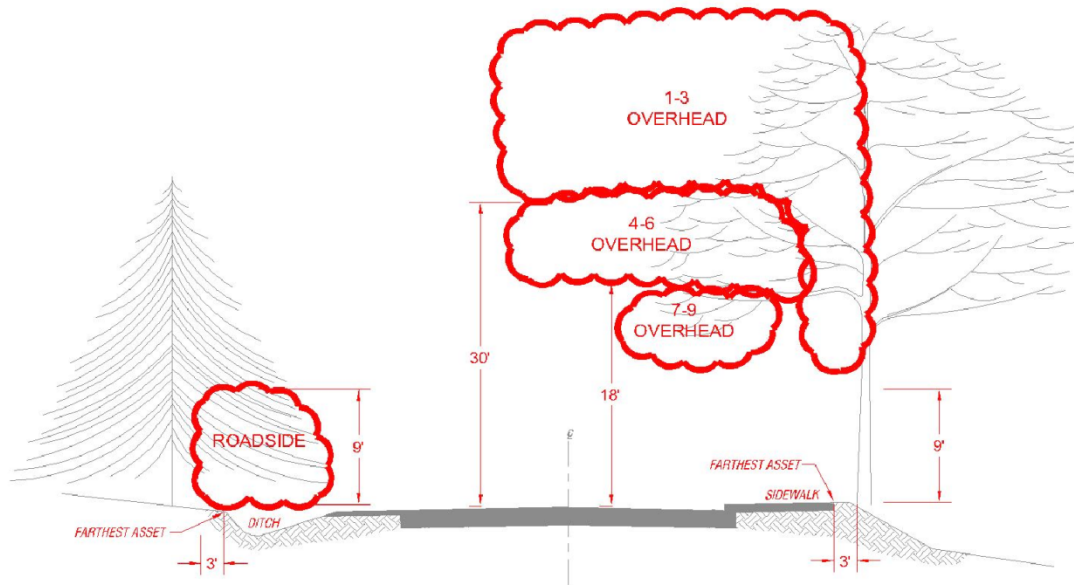 1-3
OVERHEAD
4-6
OVERHEAD
7-9
OVERHEAD
30'
18'
ROADSIDE
9'
9'
FARTHEST ASSET
SIDEWALK
FARTHEST ASSET
DITCH
3'
3'